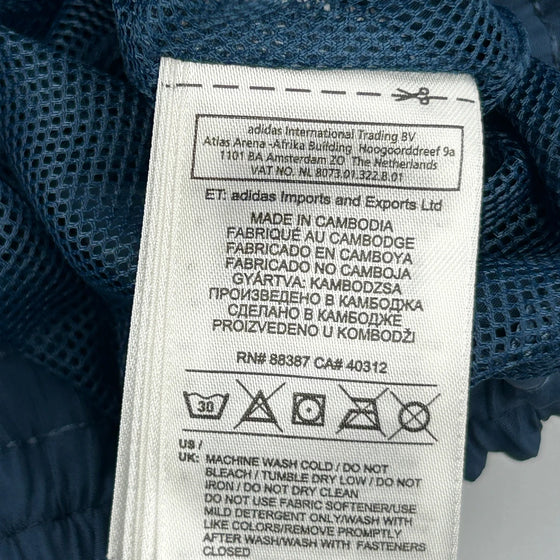 adidas International Trading BV
Atlas Arena -Afrika Building Hoogoorddreef 9a
1101 BA Amsterdam ZO The Netherlands
VAT NO. NL 8073.01.322.B.01
ET: adidas Imports and Exports Ltd
MADE IN CAMBODIA
FABRIQUÉ AU CAMBODGE
FABRICADO EN CAMBOYA
FABRICADO NO CAMBOJA
GYÁRTVA: KAMBODZSA
ПРОИЗВЕДЕНО В КАМБОДЖА
СДЕЛАНО В КАМБОДЖЕ
PROIZVEDENO U KOMBODŽI
RN# 88387 CA# 40312
30
US /
UK: MACHINE WASH COLD / DO NOT
BLEACH / TUMBLE DRY LOW / DO NOT
IRON / DO NOT DRY CLEAN
DO NOT USE FABRIC SOFTENER/USE
MILD DETERGENT ONLY/WASH WITH
LIKE COLORS/REMOVE PROMPTLY
AFTER WASH/WASH WITH FASTENERS
CLOSED